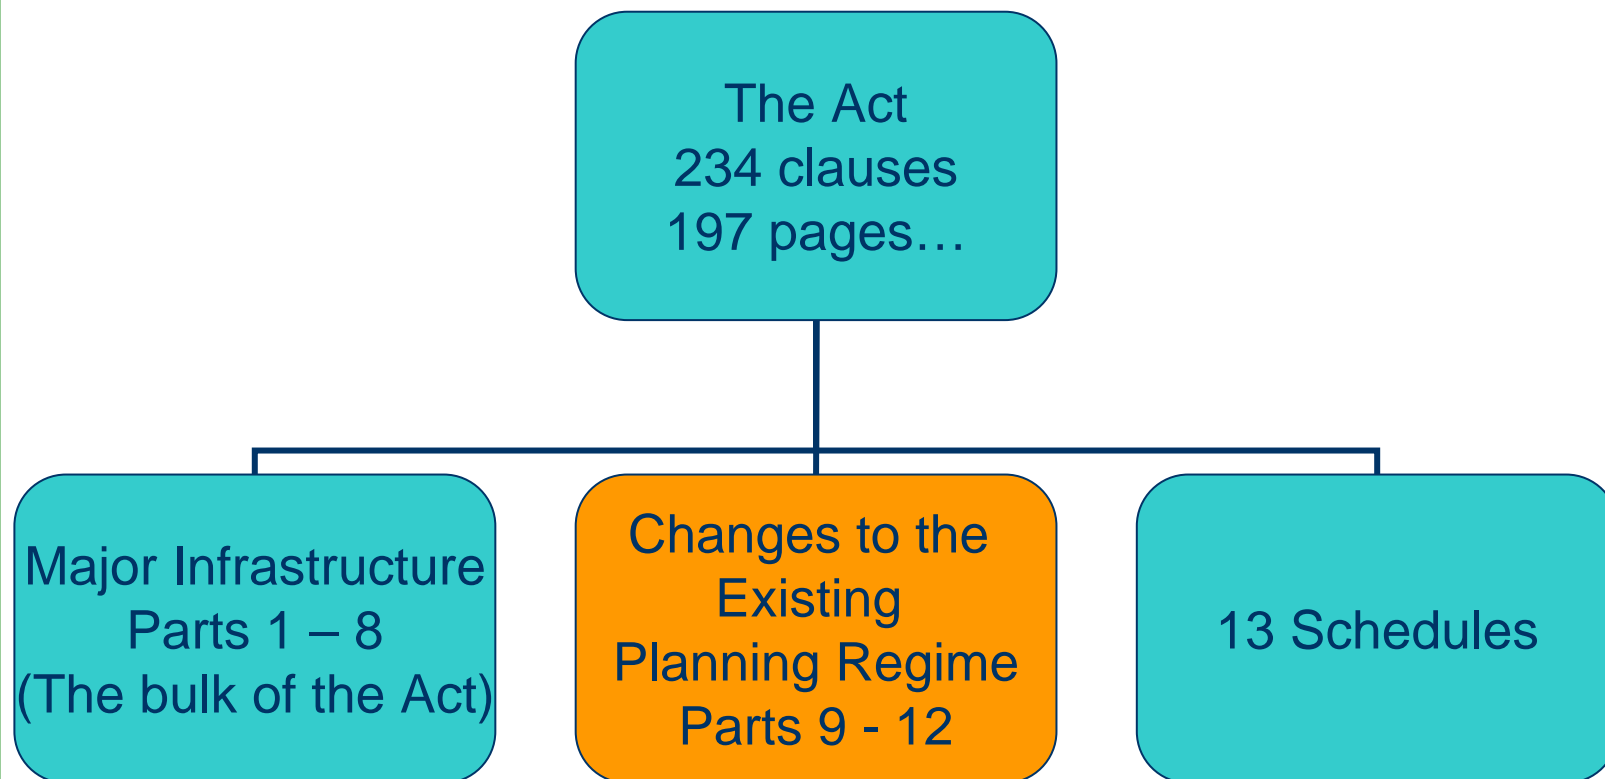 The Act
234 clauses
197 pages…
Major Infrastructure
Parts 1 – 8
(The bulk of the Act)
Changes to the
Existing
Planning Regime
Parts 9 - 12
13 Schedules